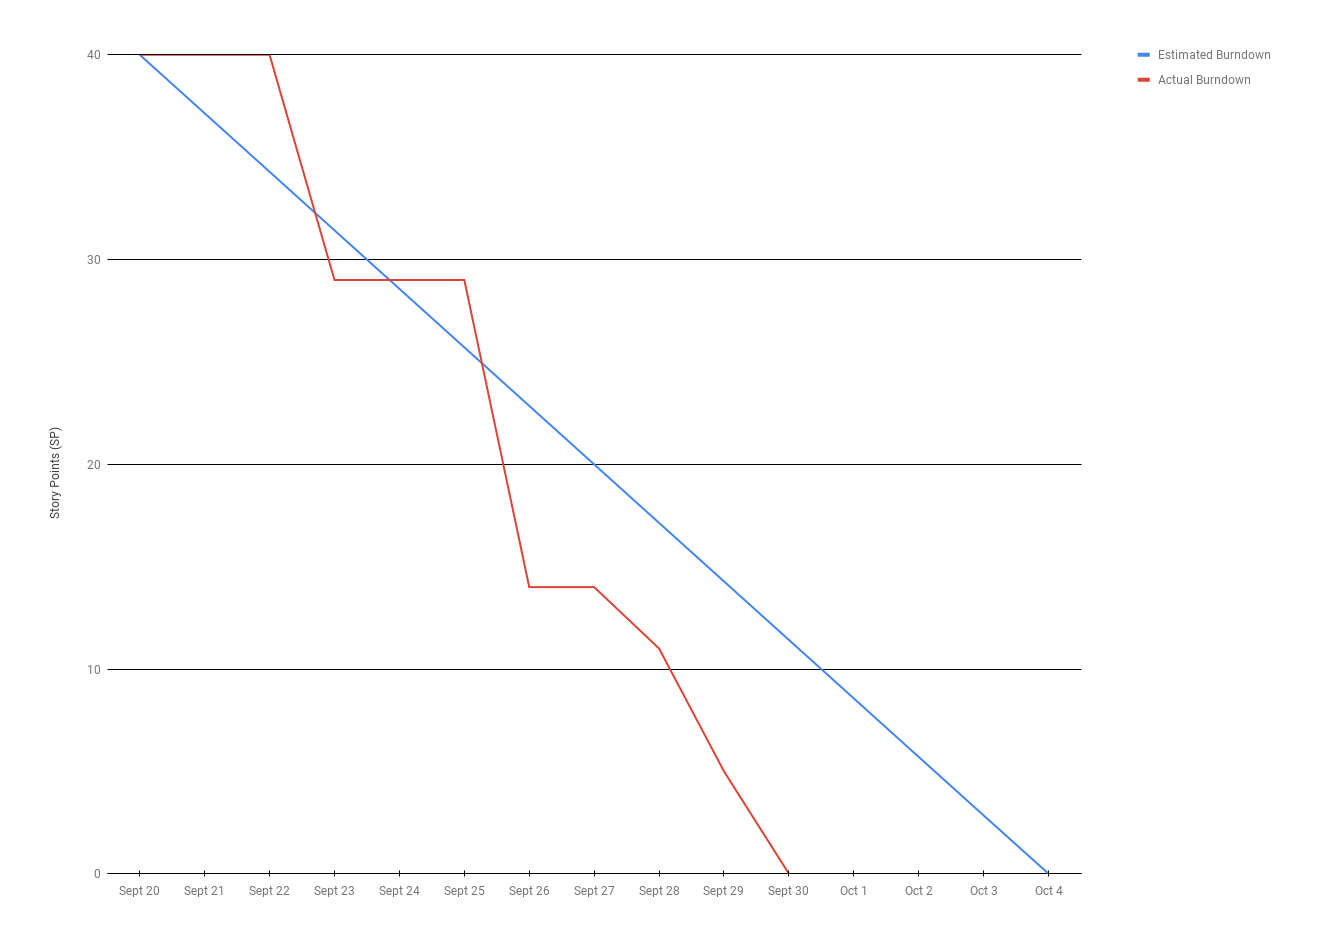 Estimated Burndown
Actual Burndown
Story Points (SP)
40
30
20
10
0
Sept 20 Sept 21 Sept 22 Sept 23 Sept 24 Sept 25 Sept 26 Sept 27 Sept 28 Sept 29 Sept 30 Oct 1 Oct 2 Oct 3 Oct 4